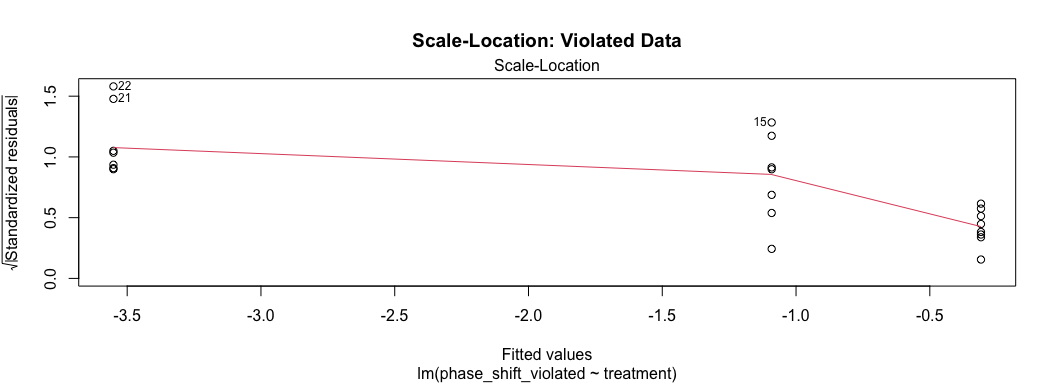 Scale-Location: Violated Data
Scale-Location
√|Standardized residuals|
1.5
1.0
0.5
0.0
22
21
15
-3.5 -3.0 -2.5 -2.0 -1.5 -1.0 -0.5
Fitted values
lm(phase_shift_violated ~ treatment)